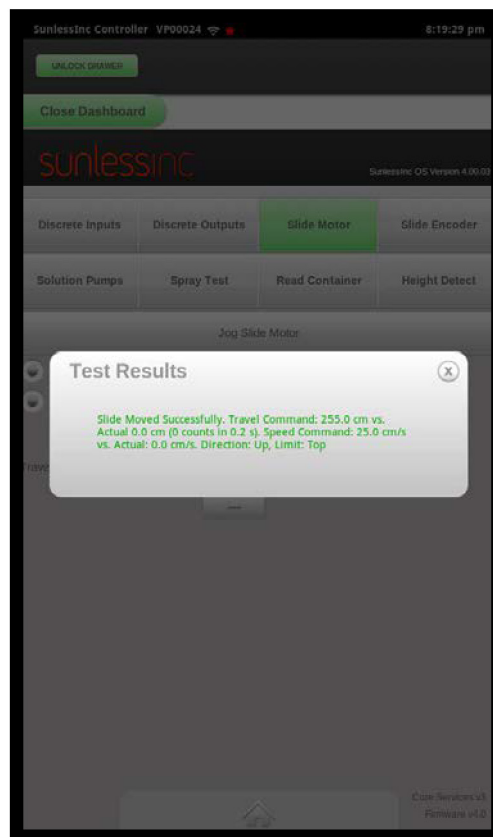 SunlessInc Controller VP00024
8:19:29 pm
UNLOCK DRAWER
Close Dashboard
sunlessinc
SunlessInc OS Version 4.00.03
Discrete Inputs Discrete Outputs Slide Motor Slide Encoder
Solution Pumps Spray Test Read Container Height Detect
Jog Slide Motor
Test Results
X
Slide Moved Successfully. Travel Command: 255.0 cm vs.
Actual 0.0 cm (0 counts in 0.2 s). Speed Command: 25.0 cm/s
vs. Actual: 0.0 cm/s. Direction: Up, Limit: Top
Core Services v3
Firmware v4.0